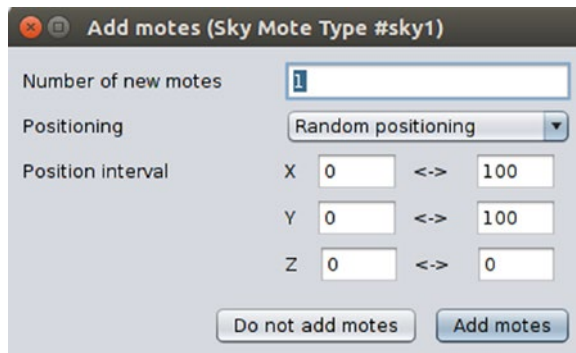 Add motes (Sky Mote Type #sky1)
Number of new motes 1
Positioning Random positioning
Position interval X 0 <-> 100
Y 0 <-> 100
Z 0 <-> 0
Do not add motes Add motes